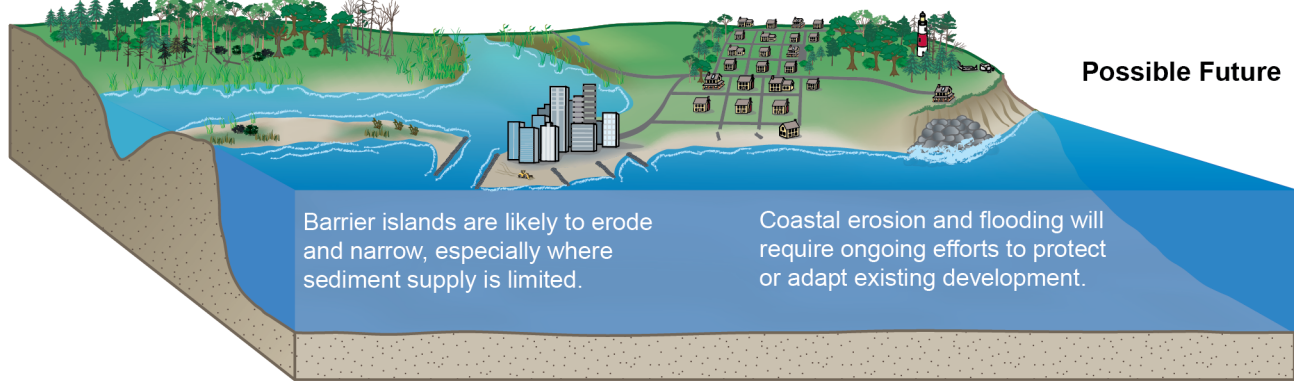 Possible Future
Barrier islands are likely to erode
and narrow, especially where
sediment supply is limited.
Coastal erosion and flooding will
require ongoing efforts to protect
or adapt existing development.